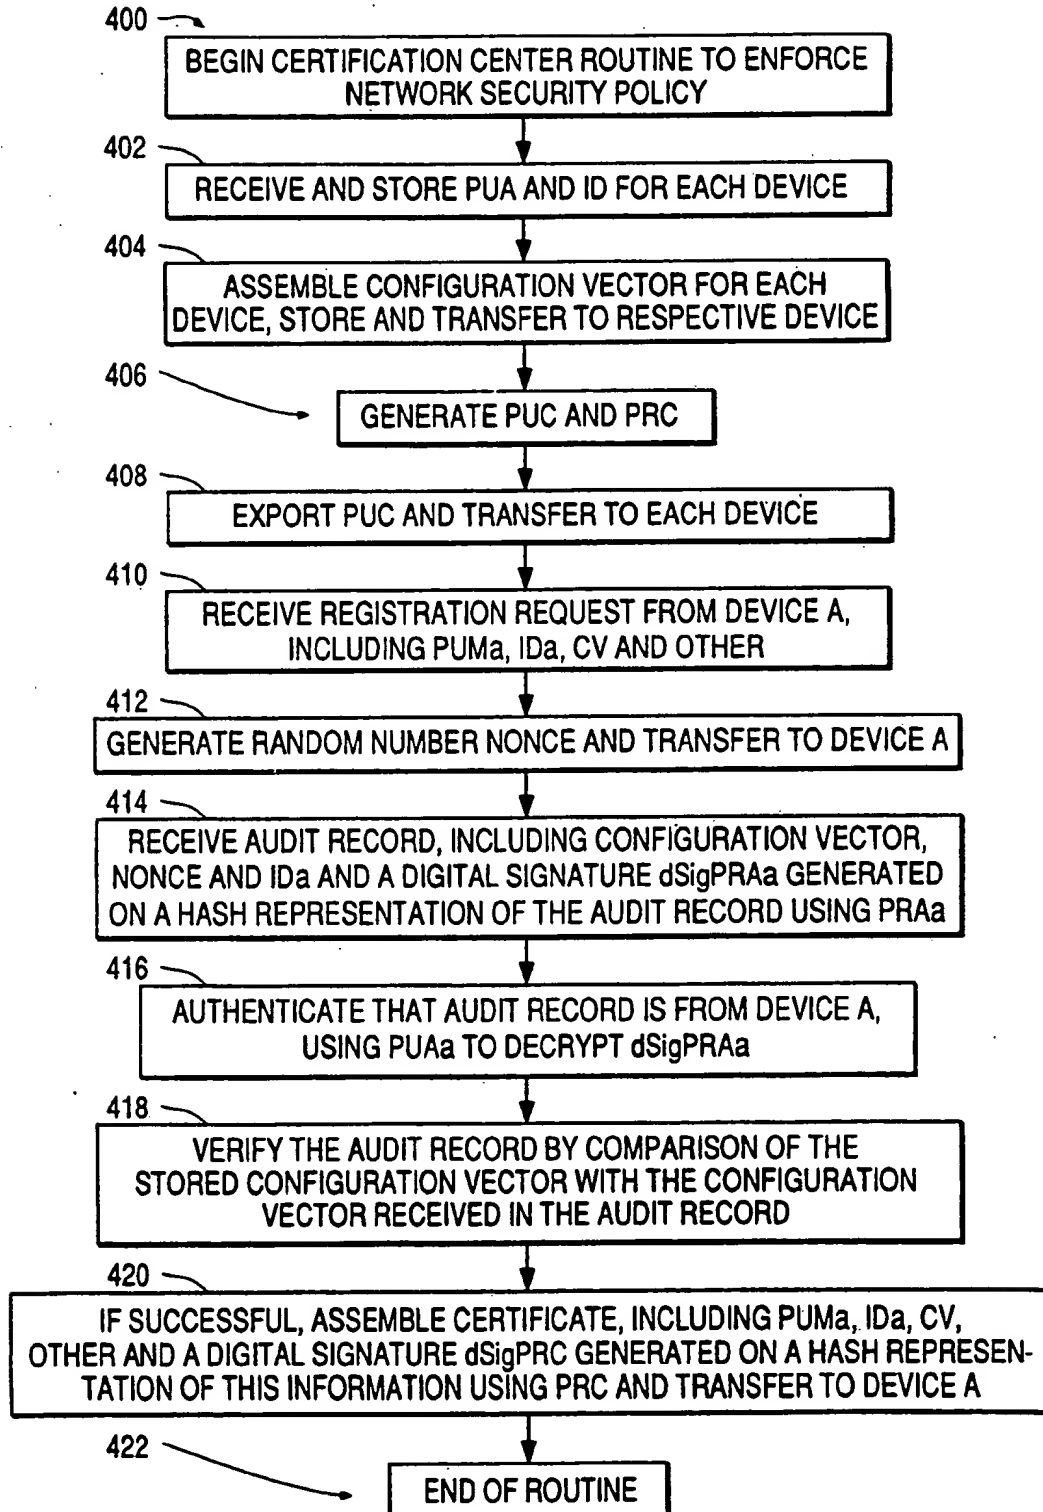 400
BEGIN CERTIFICATION CENTER ROUTINE TO ENFORCE
NETWORK SECURITY POLICY
402
RECEIVE AND STORE PUA AND ID FOR EACH DEVICE
404
ASSEMBLE CONFIGURATION VECTOR FOR EACH
DEVICE, STORE AND TRANSFER TO RESPECTIVE DEVICE
406
GENERATE PUC AND PRC
408
EXPORT PUC AND TRANSFER TO EACH DEVICE
410
RECEIVE REGISTRATION REQUEST FROM DEVICE A,
INCLUDING PUMa, IDa, CV AND OTHER
412
GENERATE RANDOM NUMBER NONCE AND TRANSFER TO DEVICE A
414
RECEIVE AUDIT RECORD, INCLUDING CONFIGURATION VECTOR,
NONCE AND IDa AND A DIGITAL SIGNATURE dSigPRAa GENERATED
ON A HASH REPRESENTATION OF THE AUDIT RECORD USING PRAa
416
AUTHENTICATE THAT AUDIT RECORD IS FROM DEVICE A,
USING PUAa TO DECRYPT dSigPRAa
418
VERIFY THE AUDIT RECORD BY COMPARISON OF THE
STORED CONFIGURATION VECTOR WITH THE CONFIGURATION
VECTOR RECEIVED IN THE AUDIT RECORD
420
IF SUCCESSFUL, ASSEMBLE CERTIFICATE, INCLUDING PUMa, IDa, CV,
OTHER AND A DIGITAL SIGNATURE dSigPRC GENERATED ON A HASH REPRESEN-
TATION OF THIS INFORMATION USING PRC AND TRANSFER TO DEVICE A
422
END OF ROUTINE